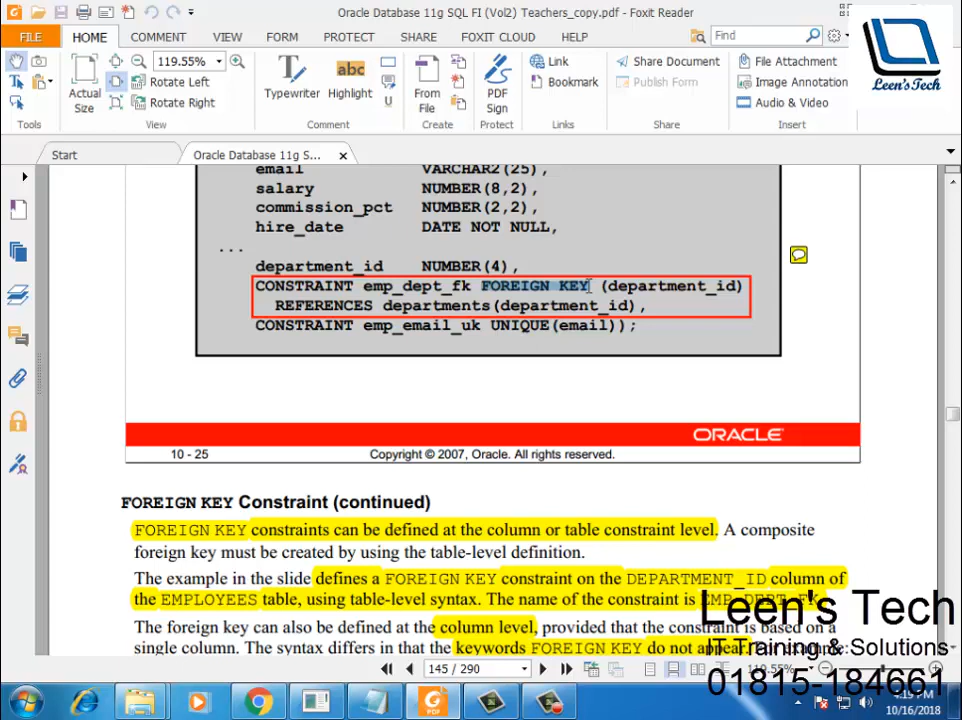 Oracle Database 11g SQL FI (Vol2) Teachers_copy.pdf - Foxit Reader
FILE HOME COMMENT VIEW FORM PROTECT SHARE FOXIT CLOUD HELP Find
119.55%
Actual Size
Rotate Left
Rotate Right
Typewriter
Highlight
From File
PDF Sign
Link
Bookmark
Share Document
Publish Form
File Attachment
Image Annotation
Audio & Video
Tools View Comment Create Protect Links Share Insert
Leen'sTech
Start Oracle Database 11g S...
email VARCHAR2(25),
salary NUMBER(8,2),
commission_pct NUMBER(2,2),
hire_date DATE NOT NULL,
...
department_id NUMBER(4),
CONSTRAINT emp_dept_fk FOREIGN KEY (department_id)
REFERENCES departments(department_id),
CONSTRAINT emp_email_uk UNIQUE(email));
ORACLE
10 - 25 Copyright © 2007, Oracle. All rights reserved.
FOREIGN KEY Constraint (continued)
FOREIGN KEY constraints can be defined at the column or table constraint level. A composite
foreign key must be created by using the table-level definition.
The example in the slide defines a FOREIGN KEY constraint on the DEPARTMENT_ID column of
the EMPLOYEES table, using table-level syntax. The name of the constraint is EMP_DEPT_FK.
The foreign key can also be defined at the column level, provided that the constraint is based on a
single column. The syntax differs in that the keywords FOREIGN KEY do not appear. For example:
Leen's Tech
IT Training & Solutions
01815-184661
145 / 290
119.55%
4:15 PM
10/16/2018